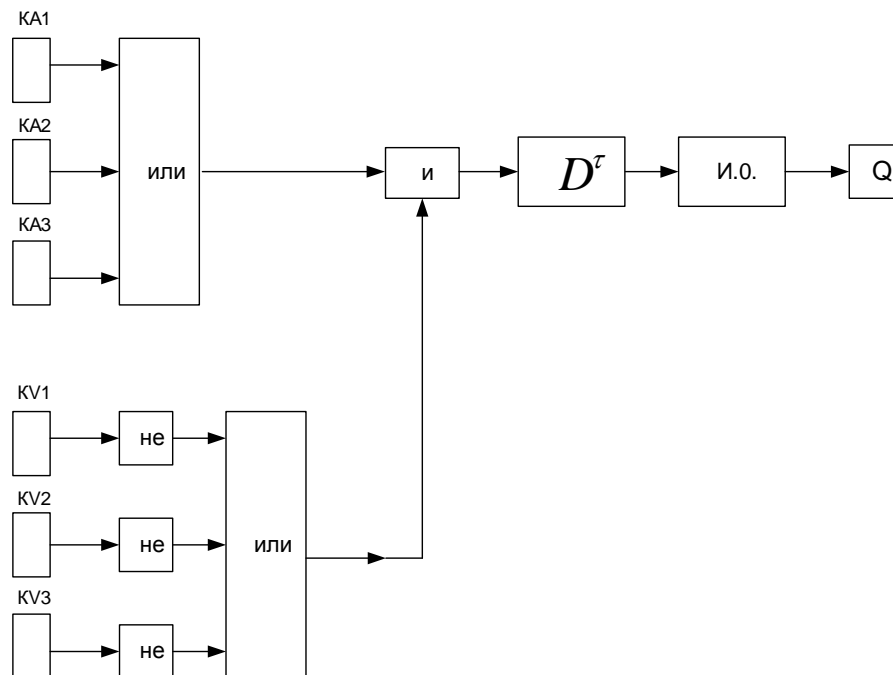 KA1
KA2
KA3
или
и
D^τ
И.О.
Q
KV1
KV2
KV3
не
не
не
или